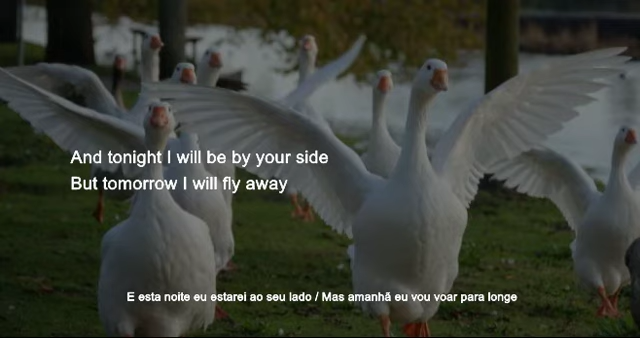 And tonight I will be by your side
But tomorrow I will fly away
E esta noite eu estarei ao seu lado / Mas amanhã eu vou voar para longe